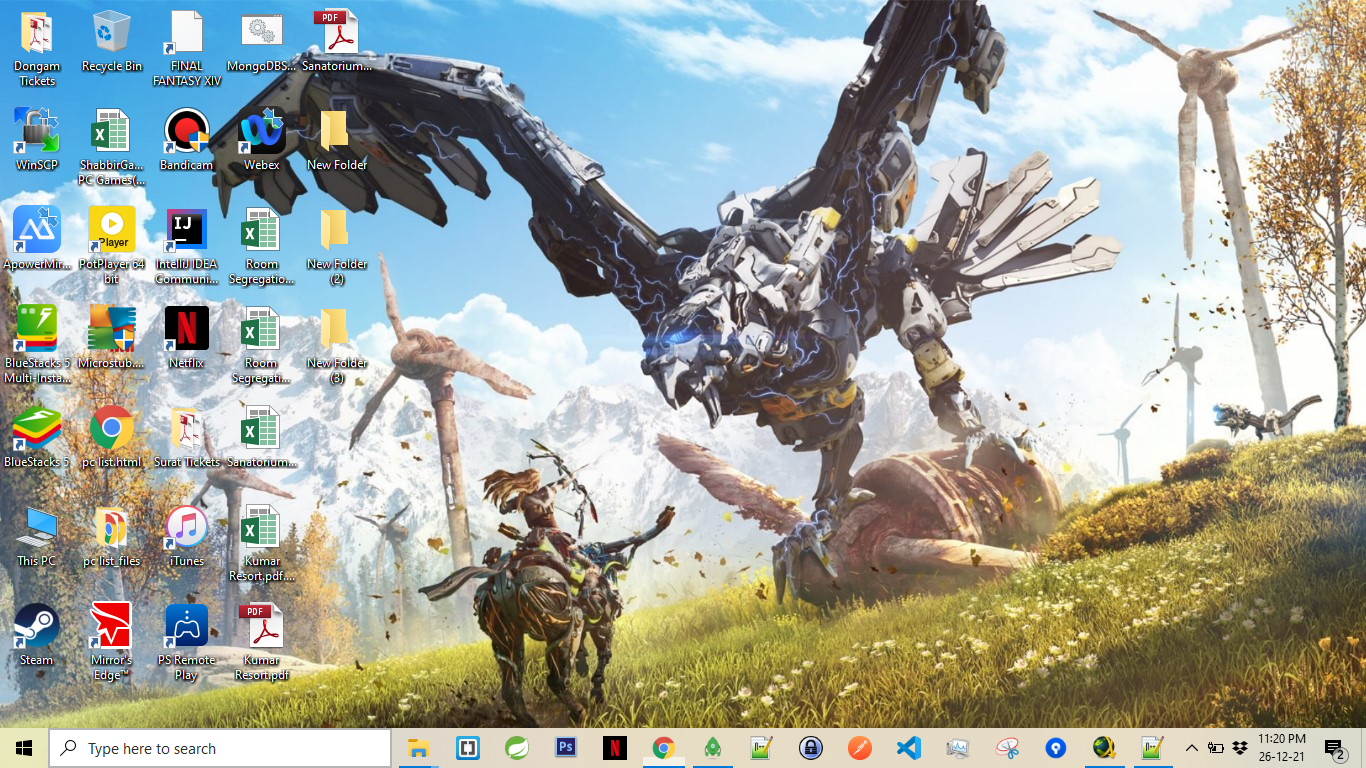 Dongam
Tickets
Recycle Bin
FINAL
FANTASY XIV
MongoDBS...
PDF
Sanatorium...
WinSCP
ShabbirGa...
PC Games(...
Bandicam
Webex
New Folder
ApowerMir...
Player
PotPlayer 64
bit
IJ
IntelliJ IDEA
Communi...
Room
Segregatio...
New Folder
(2)
BlueStacks 5
Multi-Insta...
Microstub....
N
Netflix
Room
Segregati...
New Folder
(3)
BlueStacks 5
pc list.html
Surat Tickets
Sanatorium...
This PC
pc list_files
iTunes
Kumar
Resort.pdf....
Steam
Mirror's
Edge™
PS Remote
Play
PDF
Kumar
Resort.pdf
Type here to search
Ps
N
11:20 PM
26-12-21
2